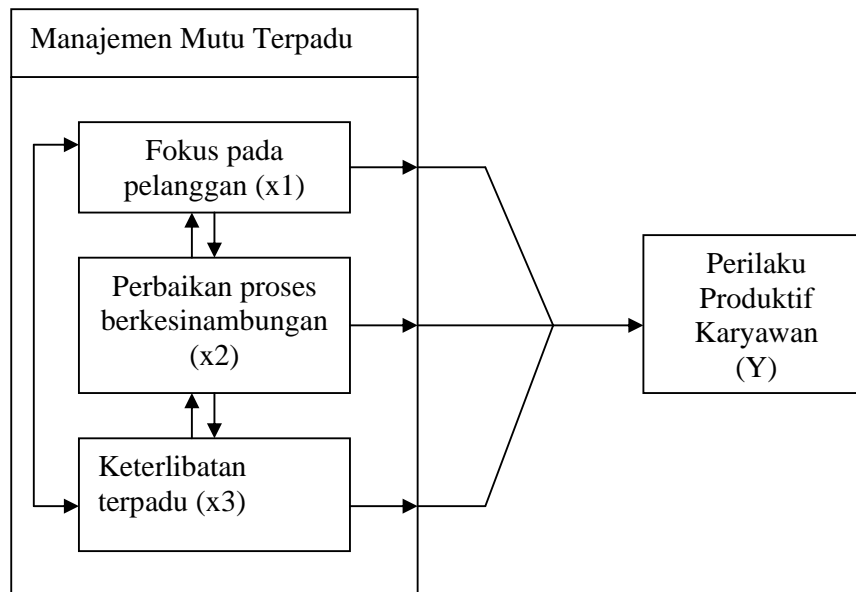 Manajemen Mutu Terpadu
Fokus pada
pelanggan (x1)
Perbaikan proses
berkesinambungan
(x2)
Keterlibatan
terpadu (x3)
Perilaku
Produktif
Karyawan
(Y)